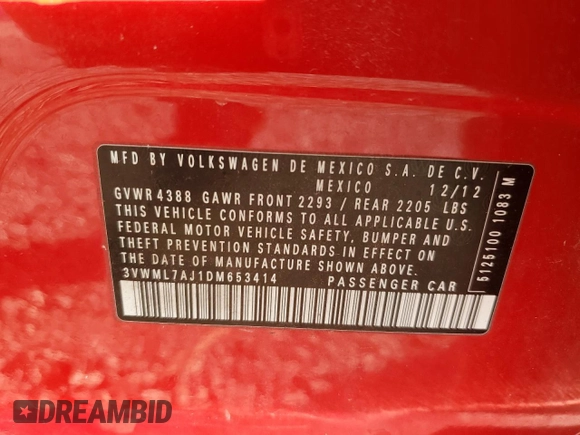 MFD BY VOLKSWAGEN DE MEXICO S.A. DE C.V.
MEXICO 12/12
GVWR 4388 GAWR FRONT 2293 / REAR 2205 LBS
THIS VEHICLE CONFORMS TO ALL APPLICABLE U.S.
FEDERAL MOTOR VEHICLE SAFETY, BUMPER AND
THEFT PREVENTION STANDARDS IN EFFECT ON
THE DATE OF MANUFACTURE SHOWN ABOVE
3VWML7AJ1DM653414 PASSENGER CAR
5125100 1083 M
DREAMBID